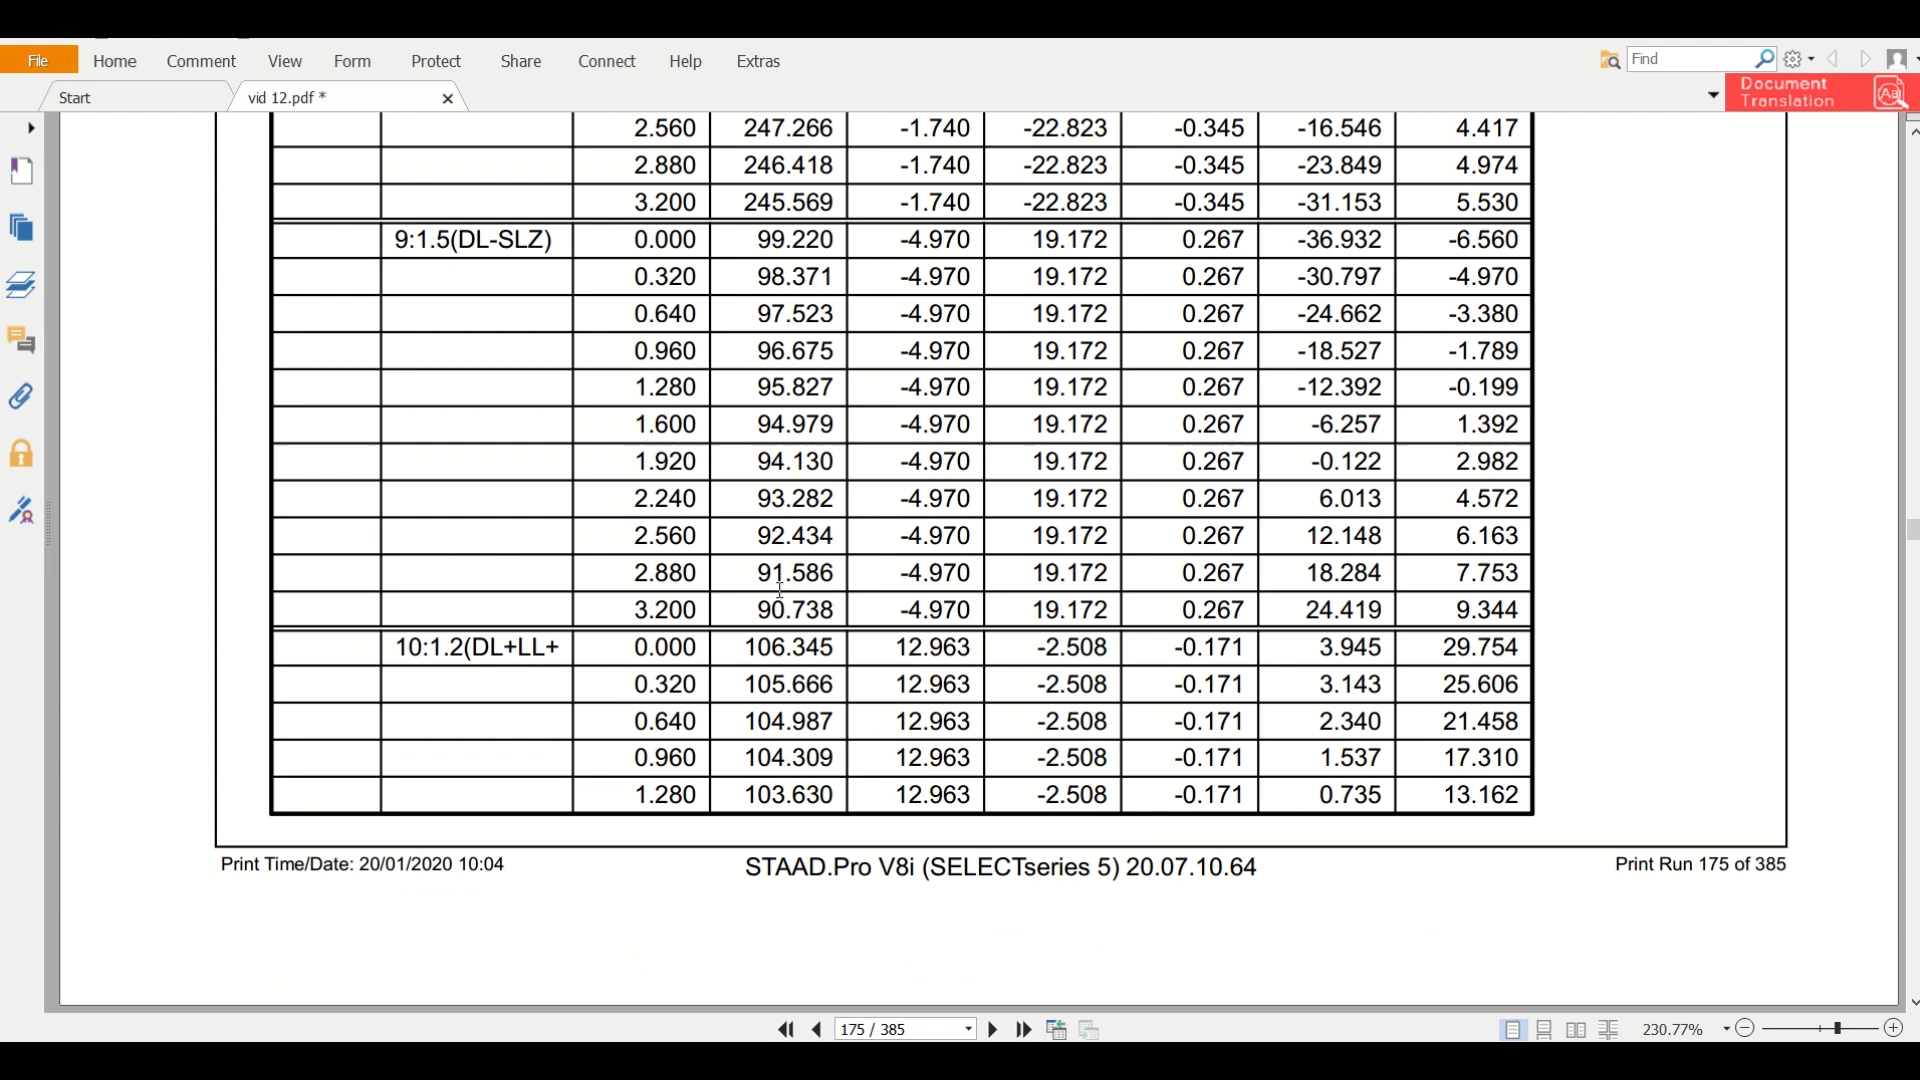 File Home Comment View Form Protect Share Connect Help Extras Find
Start vid 12.pdf * Document
Translation
2.560 247.266 -1.740 -22.823 -0.345 -16.546 4.417
2.880 246.418 -1.740 -22.823 -0.345 -23.849 4.974
3.200 245.569 -1.740 -22.823 -0.345 -31.153 5.530
9:1.5(DL-SLZ) 0.000 99.220 -4.970 19.172 0.267 -36.932 -6.560
0.320 98.371 -4.970 19.172 0.267 -30.797 -4.970
0.640 97.523 -4.970 19.172 0.267 -24.662 -3.380
0.960 96.675 -4.970 19.172 0.267 -18.527 -1.789
1.280 95.827 -4.970 19.172 0.267 -12.392 -0.199
1.600 94.979 -4.970 19.172 0.267 -6.257 1.392
1.920 94.130 -4.970 19.172 0.267 -0.122 2.982
2.240 93.282 -4.970 19.172 0.267 6.013 4.572
2.560 92.434 -4.970 19.172 0.267 12.148 6.163
2.880 91.586 -4.970 19.172 0.267 18.284 7.753
3.200 90.738 -4.970 19.172 0.267 24.419 9.344
10:1.2(DL+LL+ 0.000 106.345 12.963 -2.508 -0.171 3.945 29.754
0.320 105.666 12.963 -2.508 -0.171 3.143 25.606
0.640 104.987 12.963 -2.508 -0.171 2.340 21.458
0.960 104.309 12.963 -2.508 -0.171 1.537 17.310
1.280 103.630 12.963 -2.508 -0.171 0.735 13.162
Print Time/Date: 20/01/2020 10:04 STAAD.Pro V8i (SELECTseries 5) 20.07.10.64 Print Run 175 of 385
175 / 385 230.77%